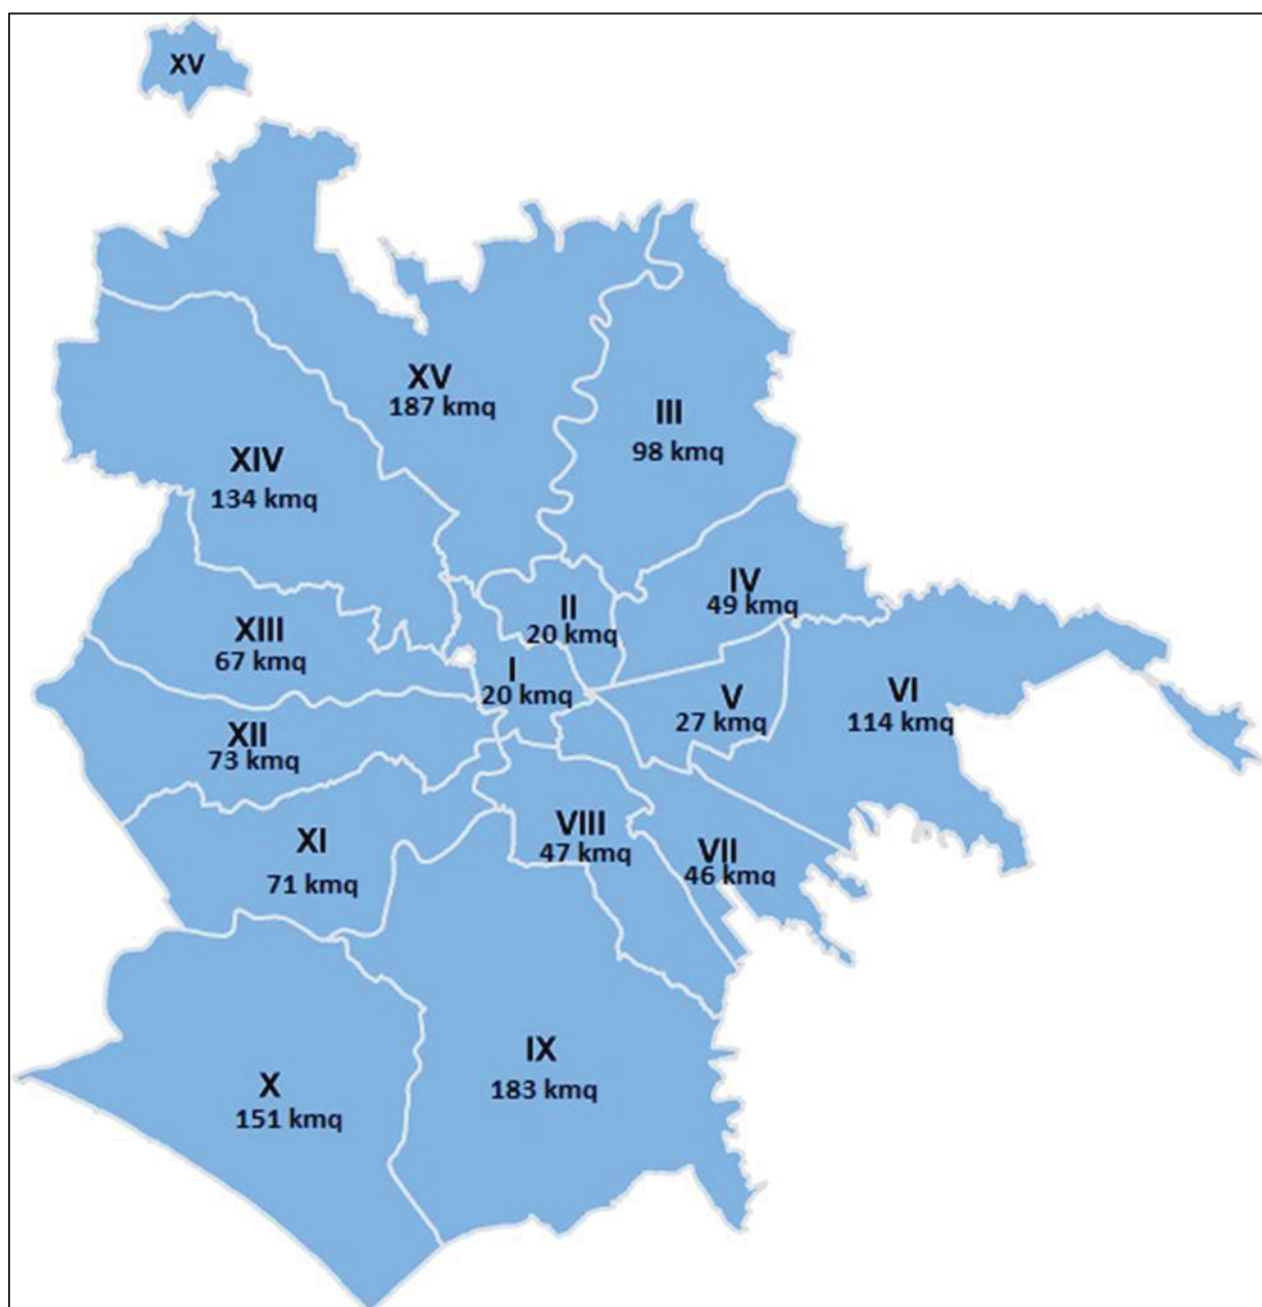 XV
XV
187 kmq
III
98 kmq
XIV
134 kmq
IV
49 kmq
II
20 kmq
XIII
67 kmq
I
20 kmq
V
27 kmq
VI
114 kmq
XII
73 kmq
XI
71 kmq
VIII
47 kmq
VII
46 kmq
IX
183 kmq
X
151 kmq